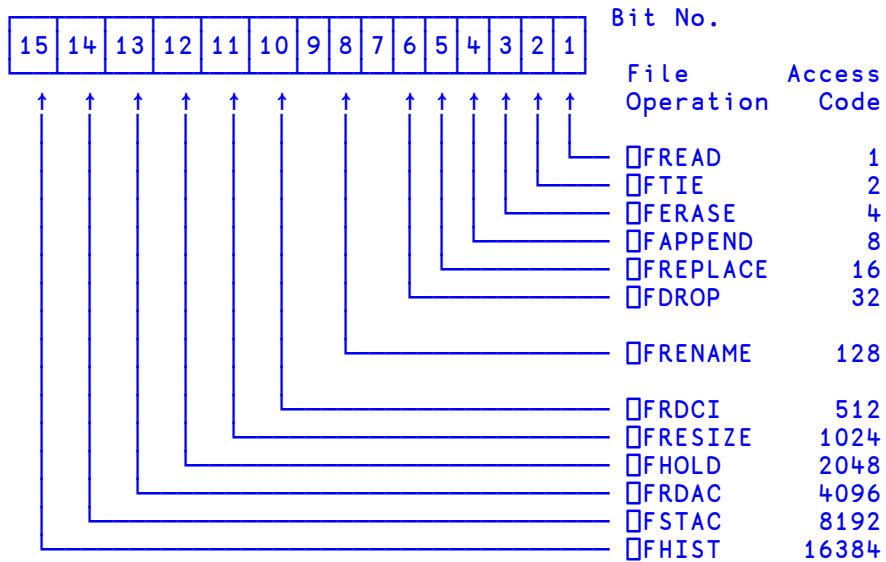 Bit No.
15 14 13 12 11 10 9 8 7 6 5 4 3 2 1
File Access
Operation Code
⎕FREAD 1
⎕FTIE 2
⎕FERASE 4
⎕FAPPEND 8
⎕FREPLACE 16
⎕FDROP 32
⎕FRENAME 128
⎕FRDCI 512
⎕FRESIZE 1024
⎕FHOLD 2048
⎕FRDAC 4096
⎕FSTAC 8192
⎕FHIST 16384